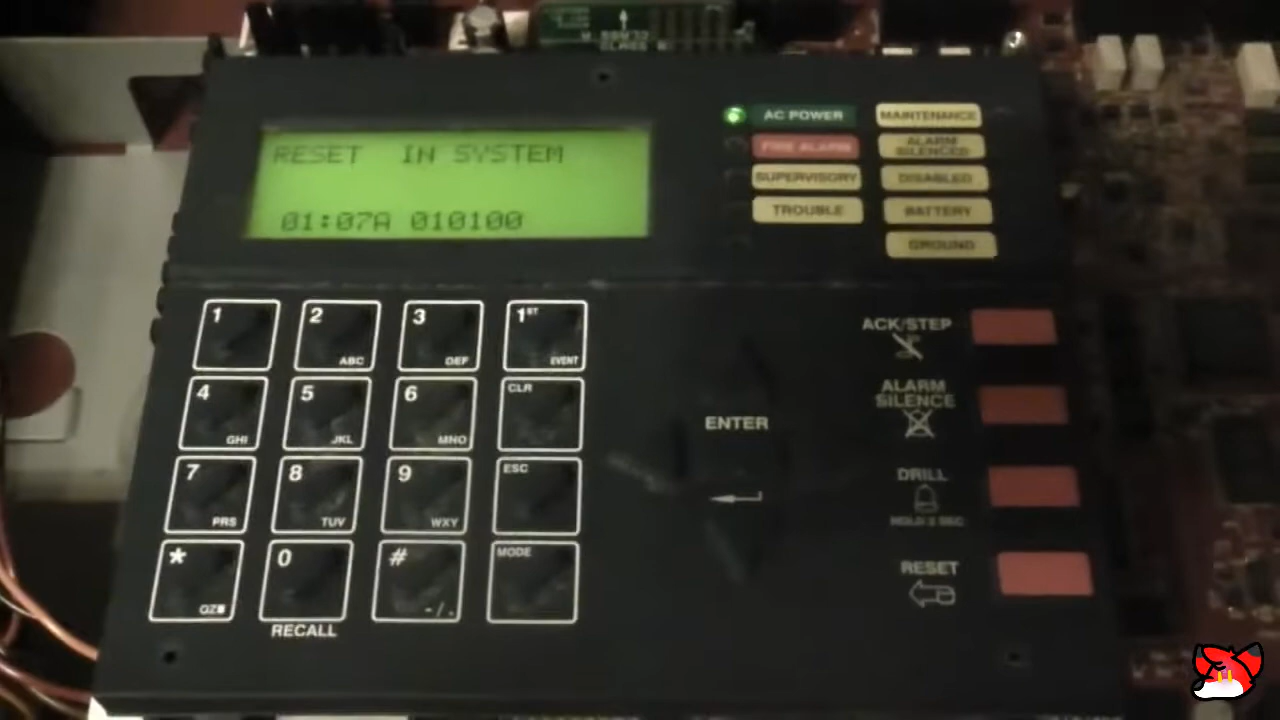 RESET IN SYSTEM
01:07A 010100
AC POWER
FIRE ALARM
SUPERVISORY
TROUBLE
MAINTENANCE
ALARM
SILENCED
DISABLED
BATTERY
GROUND
1
2 ABC
3 DEF
1ST EVENT
4 GHI
5 JKL
6 MNO
CLR
7 PRS
8 TUV
9 WXY
ESC
* QZ
0
# -/.
MODE
RECALL
ENTER
ACK/STEP
ALARM
SILENCE
DRILL
HOLD 2 SEC
RESET